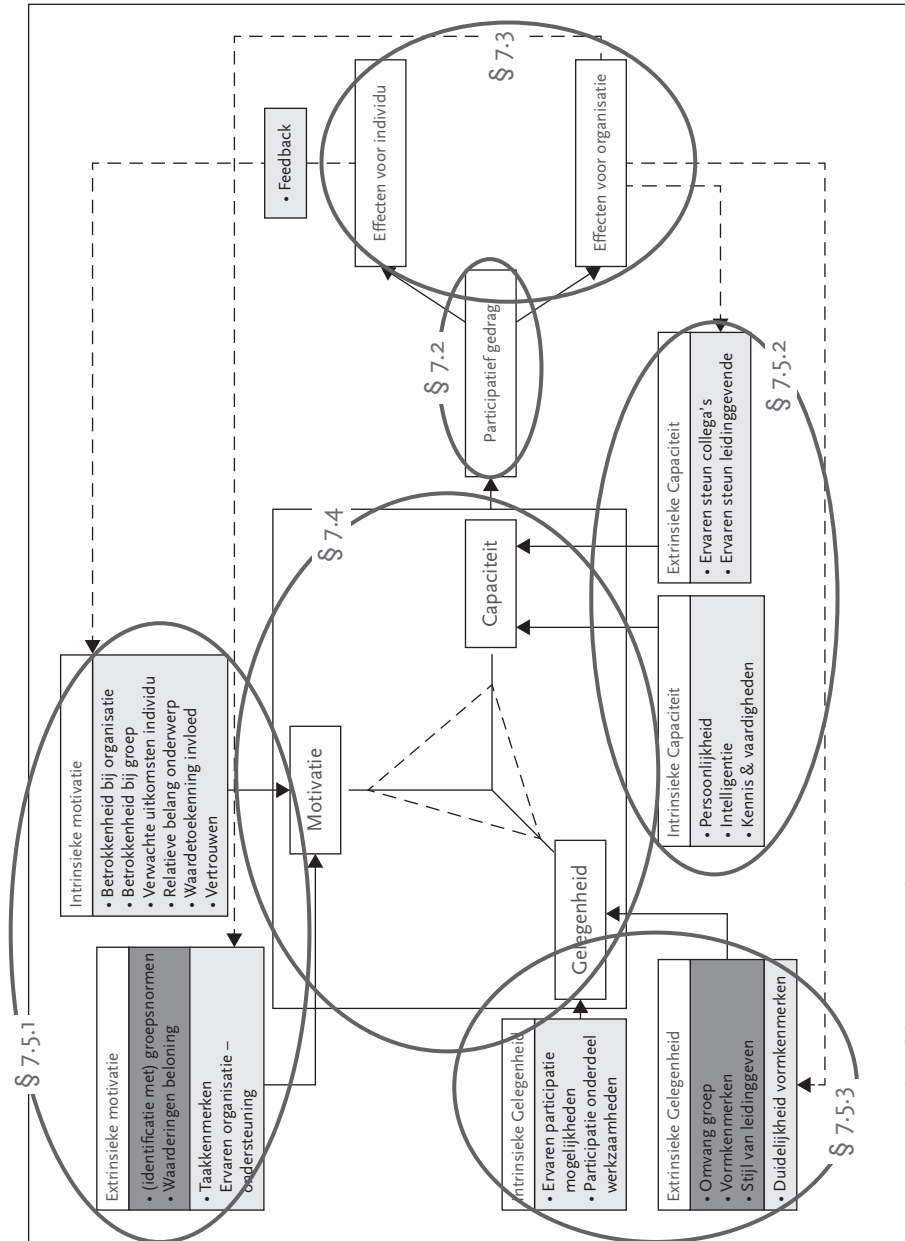 § 7.5.1
Extrinsieke motivatie
• (identificatie met) groepsnormen
• Waarderingen beloning
• Taakkenmerken
• Ervaren organisatie –
ondersteuning
Intrinsieke motivatie
• Betrokkenheid bij organisatie
• Betrokkenheid bij groep
• Verwachte uitkomsten individu
• Relatieve belang onderwerp
• Waardetoekenning invloed
• Vertrouwen
• Feedback
§ 7.4
Motivatie
Capaciteit
Gelegenheid
§ 7.2
Participatief gedrag
§ 7.3
Effecten voor individu
Effecten voor organisatie
Intrinsieke Gelegenheid
• Ervaren participatie
mogelijkheden
• Participatie onderdeel
werkzaamheden
Extrinsieke Gelegenheid
• Omvang groep
• Vormkenmerken
• Stijl van leidinggeven
• Duidelijkheid vormkenmerken
§ 7.5.3
Intrinsieke Capaciteit
• Persoonlijkheid
• Intelligentie
• Kennis & vaardigheden
Extrinsieke Capaciteit
• Ervaren steun collega's
• Ervaren steun leidinggevende
§ 7.5.2